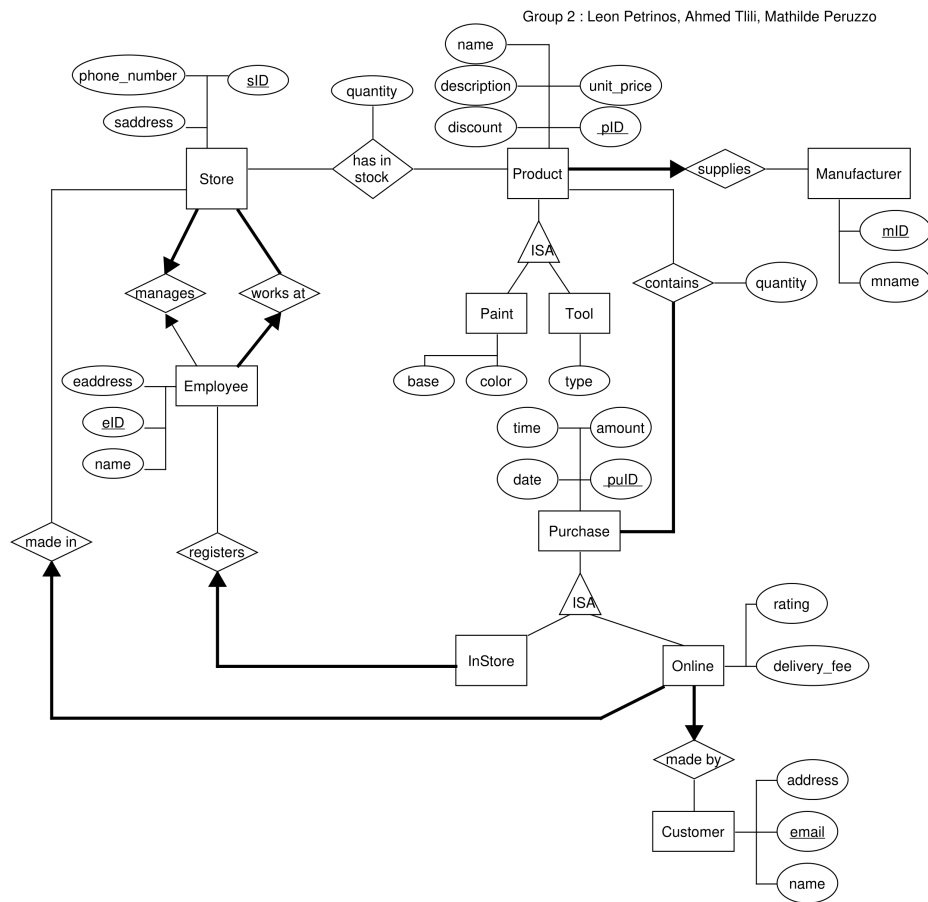 Group 2 : Leon Petrinos, Ahmed Tlili, Mathilde Peruzzo
name
phone_number
sID
description
unit_price
quantity
saddress
discount
pID
has in
stock
Store
Product
supplies
Manufacturer
mID
ISA
mname
manages
works at
contains
quantity
Paint
Tool
base
color
type
eaddress
Employee
eID
name
time
amount
date
puID
Purchase
made in
registers
ISA
rating
InStore
Online
delivery_fee
made by
address
Customer
email
name